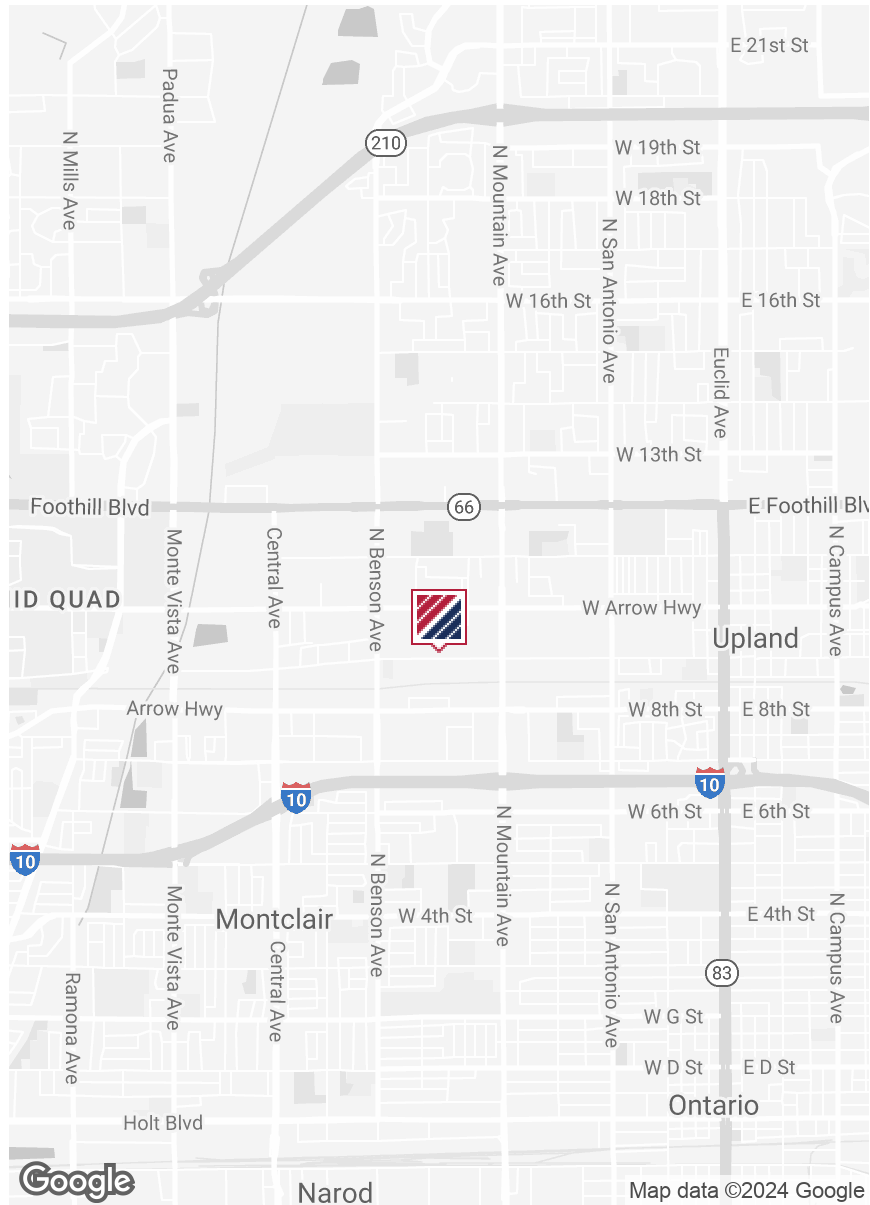 E 21st St
Padua Ave
N Mills Ave
210
N Mountain Ave
W 19th St
W 18th St
N San Antonio Ave
W 16th St
E 16th St
Euclid Ave
W 13th St
Foothill Blvd
66
E Foothill Blv
Monte Vista Ave
Central Ave
N Benson Ave
N Campus Ave
ID QUAD
W Arrow Hwy
Upland
Arrow Hwy
W 8th St
E 8th St
10
10
W 6th St
E 6th St
N Mountain Ave
10
N Benson Ave
Monte Vista Ave
N San Antonio Ave
N Campus Ave
Montclair
W 4th St
E 4th St
Central Ave
83
Ramona Ave
W G St
W D St
E D St
Ontario
Holt Blvd
Google
Narod
Map data ©2024 Google